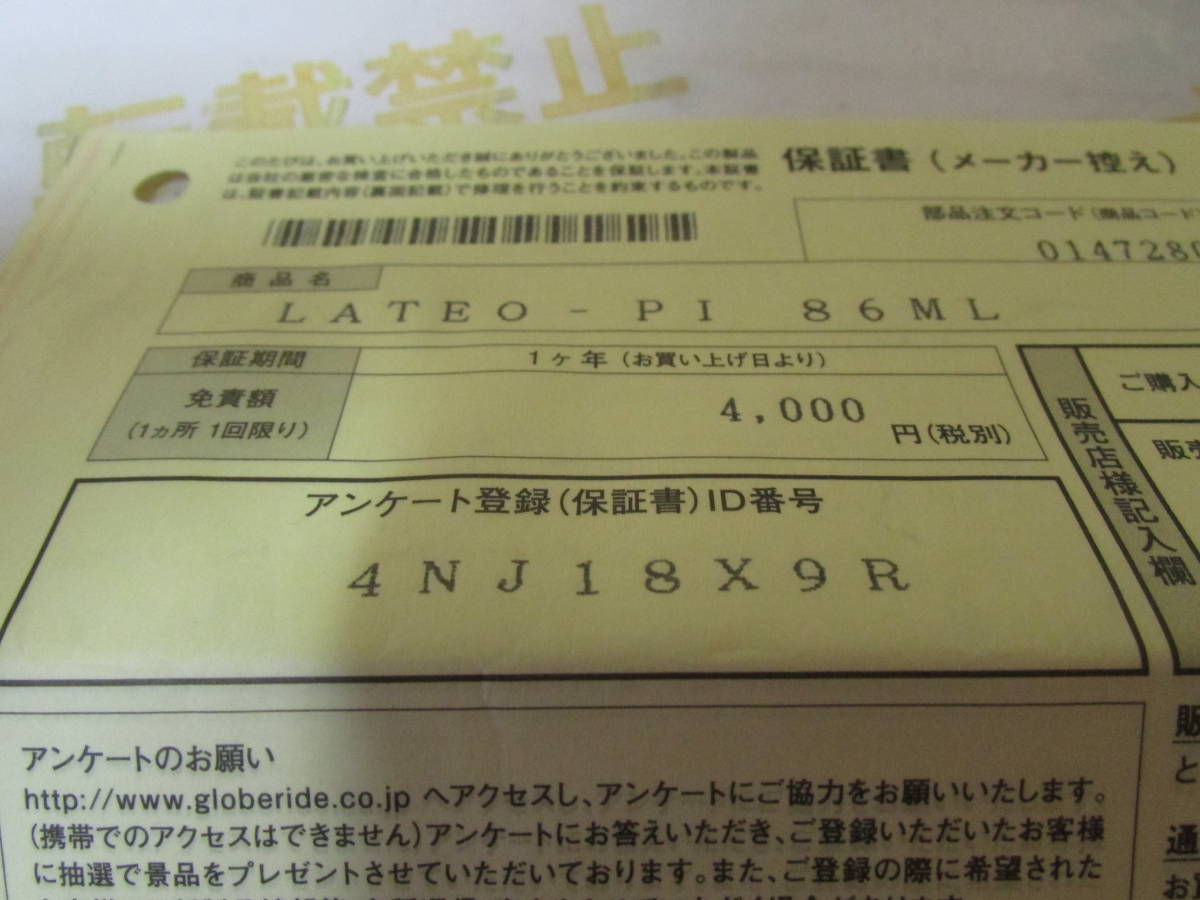 転載禁止
このたびは、お買い上げいただき誠にありがとうございました。この製品
は当社の厳密な検査に合格したものであることを保証します。本証書
は、証書記載内容(裏面記載)で修理を行うことを約束するものです。
保証書(メーカー控え)
部品注文コード(商品コード
0147280
商品名
LATEO-PI 86ML
保証期間
1ヶ年(お買い上げ日より)
免責額
(1ヵ所 1回限り)
4,000
円(税別)
販売店様記入欄
ご購入
販売
アンケート登録(保証書)ID番号
4NJ18X9R
アンケートのお願い
http://www.globeride.co.jp へアクセスし、アンケートにご協力をお願いいたします。
(携帯でのアクセスはできません)アンケートにお答えいただき、ご登録いただいたお客様
に抽選で景品をプレゼントさせていただいております。また、ご登録の際に希望された
販
と
通
お買